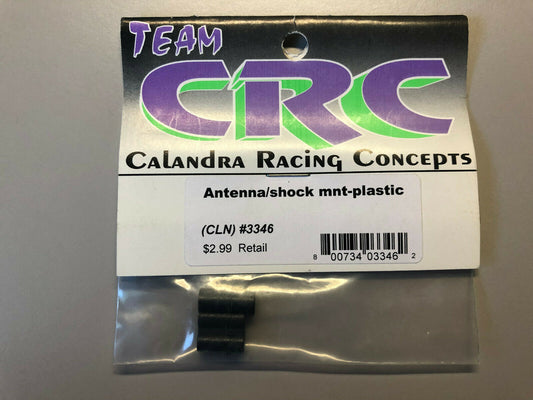 TEAM
CRC
CALANDRA RACING CONCEPTS
Antenna/shock mnt-plastic
(CLN) #3346
$2.99 Retail
8 00734 03346 2